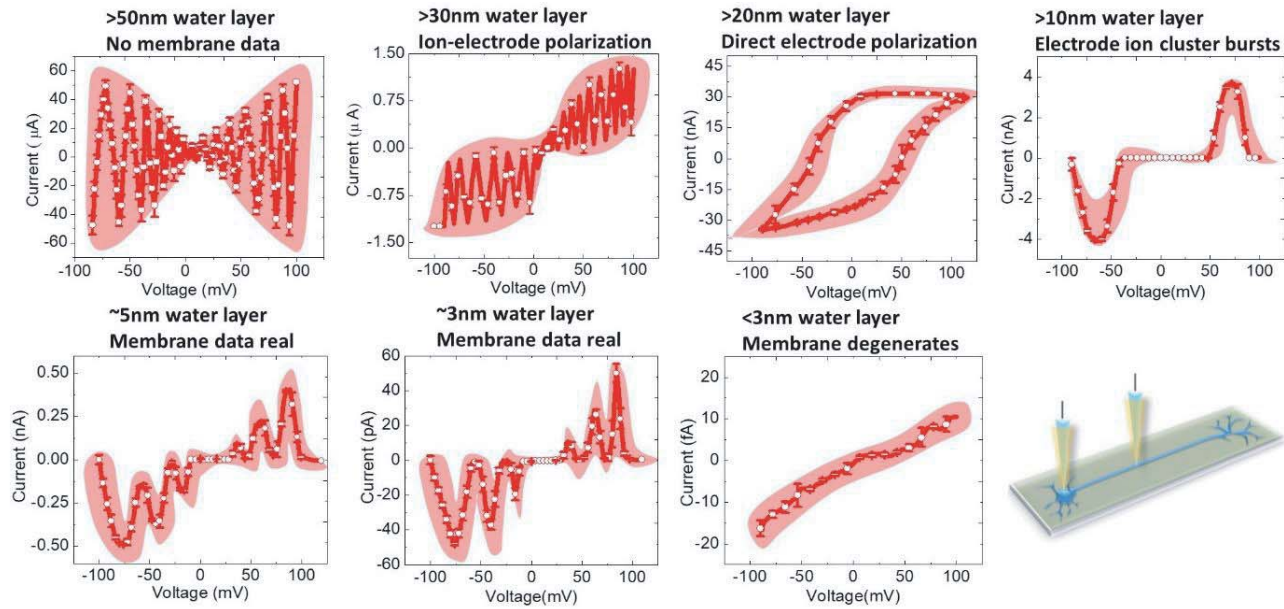 >50nm water layer
No membrane data
60
40
20
0
-20
-40
-60
Current ( μA
-100
-50
0
50
100
Voltage (mV)
>30nm water layer
Ion-electrode polarization
1.50
0.75
0.00
-0.75
-1.50
Current (μ A
-100
-50
0
50
100
Voltage (mV)
>20nm water layer
Direct electrode polarization
45
30
15
0
-15
-30
-45
Current (nA)
-100
-50
0
50
100
Voltage (mV)
>10nm water layer
Electrode ion cluster bursts
4
2
0
-2
-4
Current (nA)
-100
-50
0
50
100
Voltage(mV)
~5nm water layer
Membrane data real
0.50
0.25
0.00
-0.25
-0.50
Current (nA)
-100
-50
0
50
100
Voltage(mV)
~3nm water layer
Membrane data real
60
40
20
0
-20
-40
60
Current (pA)
-100
-50
0
50
100
Voltage(mV)
<3nm water layer
Membrane degenerates
20
10
0
-10
-20
Current (fA)
-100
-50
0
50
100
Voltage(mV)